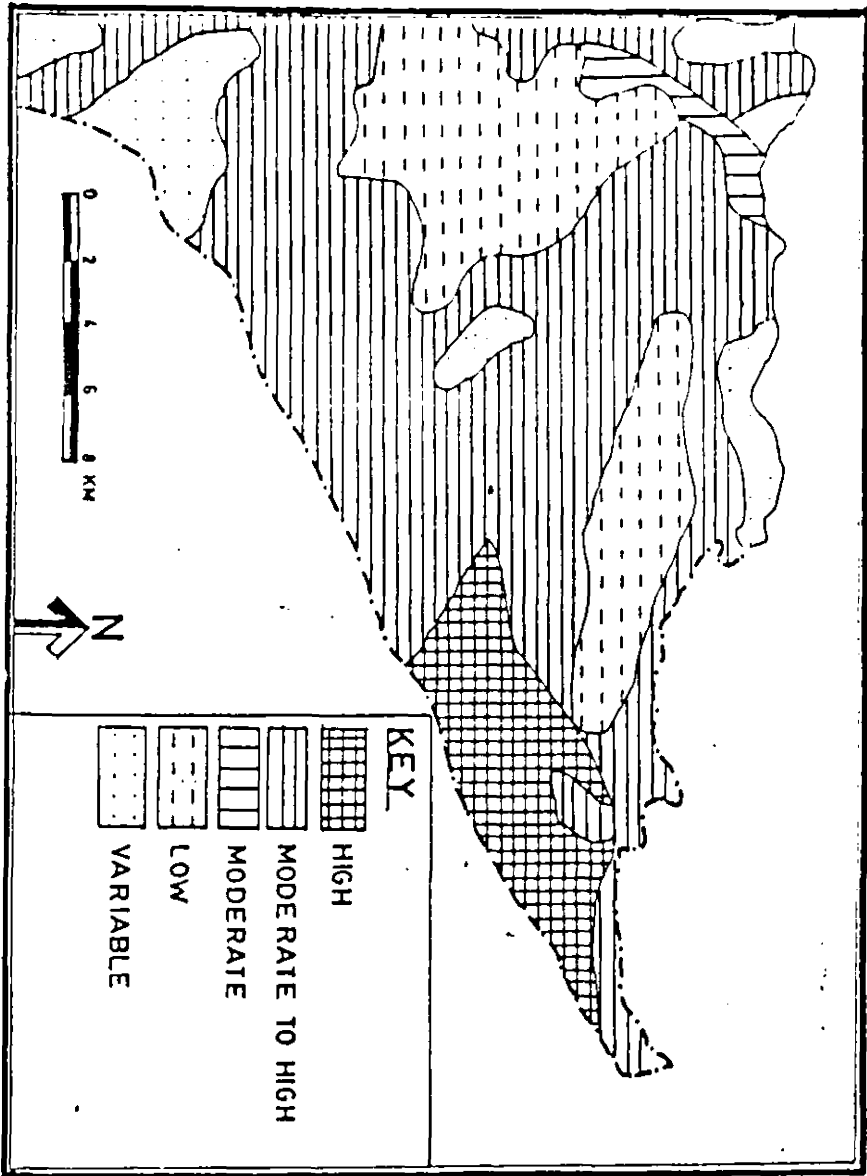 0 2 4 6 8 KM
N
KEY
HIGH
MODERATE TO HIGH
MODERATE
LOW
VARIABLE